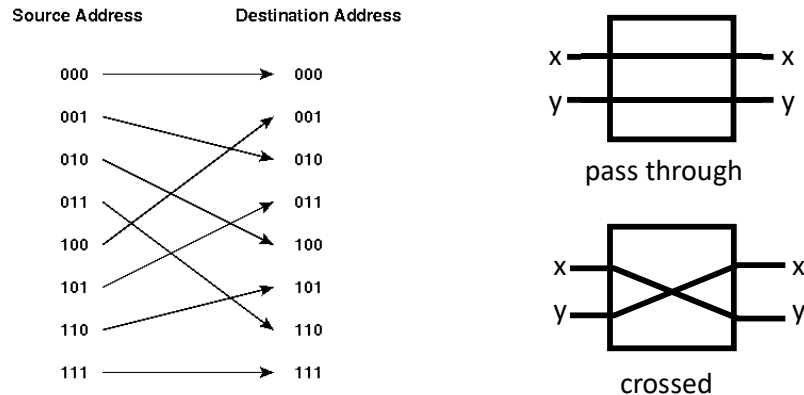 Source Address Destination Address
000 000
001 001
010 010
011 011
100 100
101 101
110 110
111 111
x x
y y
pass through
x x
y y
crossed